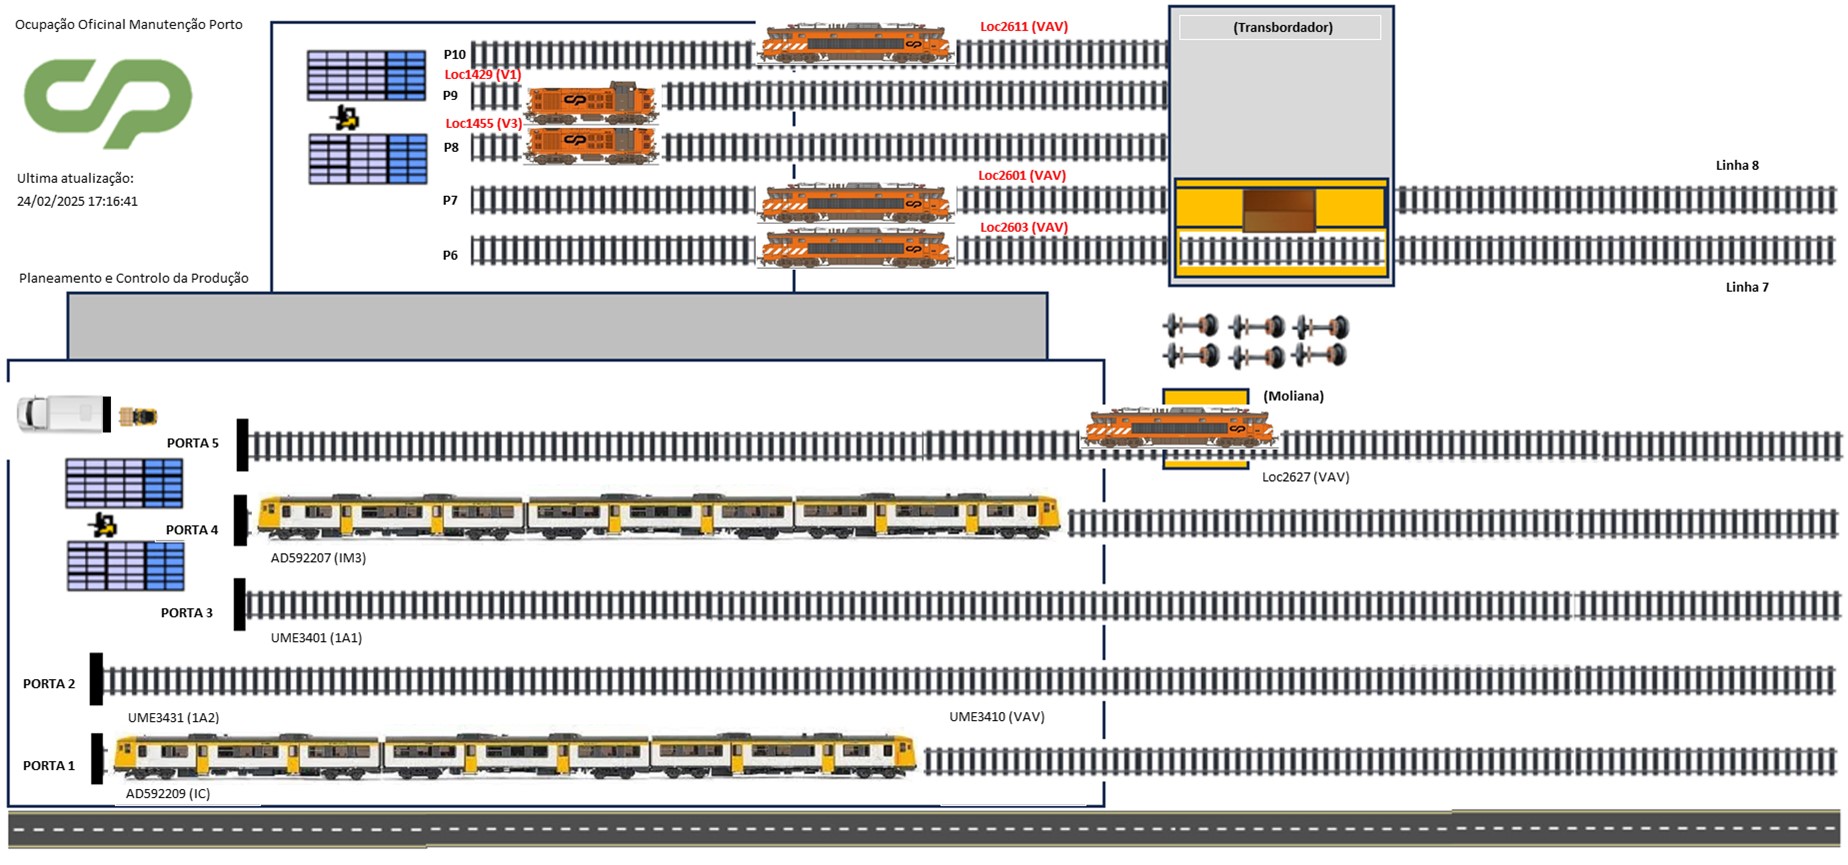 Ocupação Oficinal Manutenção Porto
Loc2611 (VAV)
(Transbordador)
P10
Loc1429 (V1)
P9
Loc1455 (V3)
P8
Ultima atualização:
24/02/2025 17:16:41
Loc2601 (VAV)
Linha 8
P7
Loc2603 (VAV)
P6
Planeamento e Controlo da Produção
Linha 7
(Moliana)
PORTA 5
Loc2627 (VAV)
PORTA 4
AD592207 (IM3)
PORTA 3
UME3401 (1A1)
PORTA 2
UME3431 (1A2)
UME3410 (VAV)
PORTA 1
AD592209 (IC)